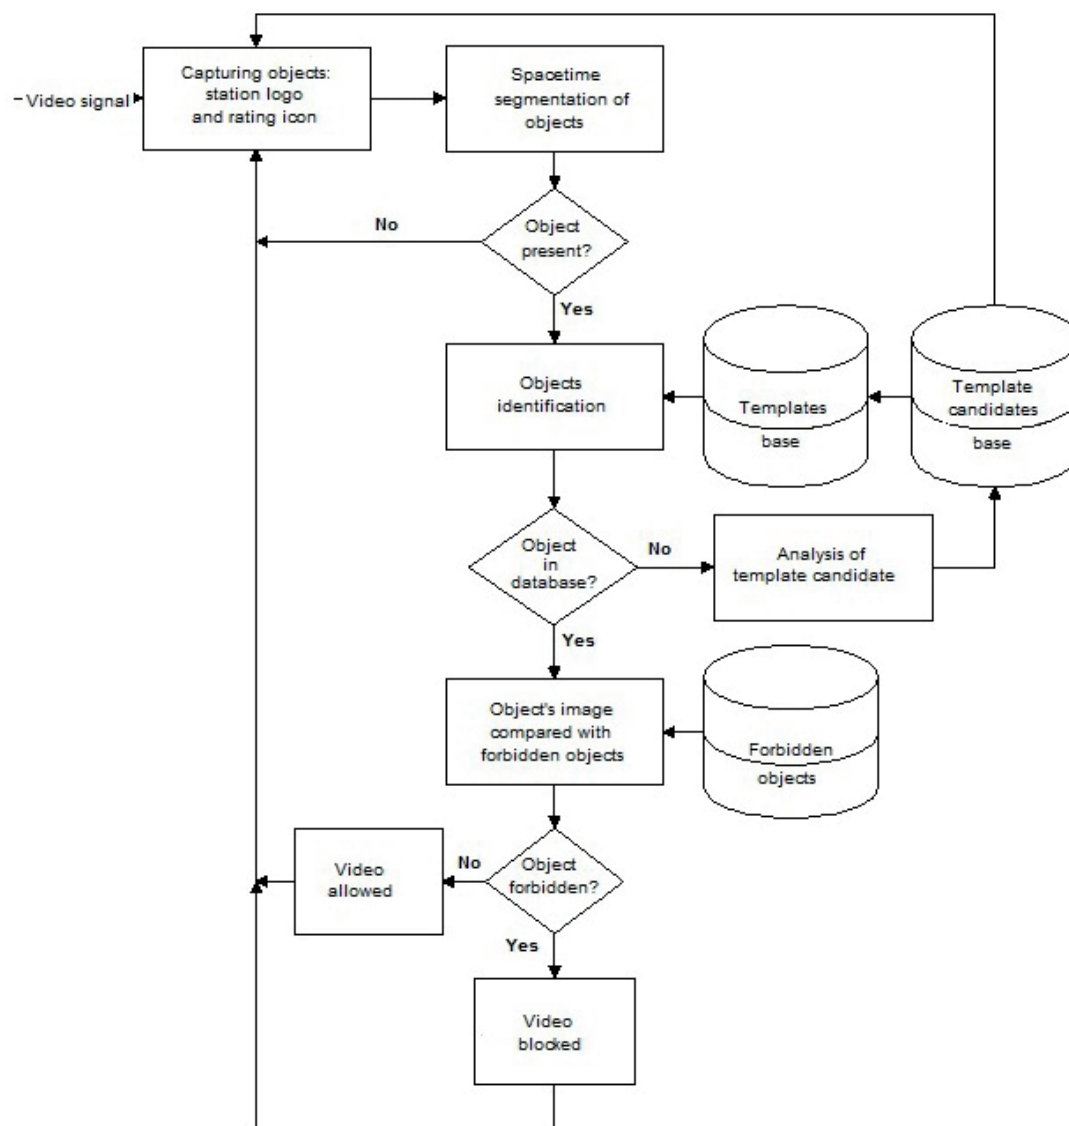 Capturing objects:
station logo
and rating icon
Video signal
Spacetime
segmentation of
objects
No
Object
present?
Yes
Objects
identification
Templates
base
Template
candidates
base
Object
in
database?
No
Analysis of
template candidate
Yes
Object's image
compared with
forbidden objects
Forbidden
objects
Video
allowed
No
Object
forbidden?
Yes
Video
blocked